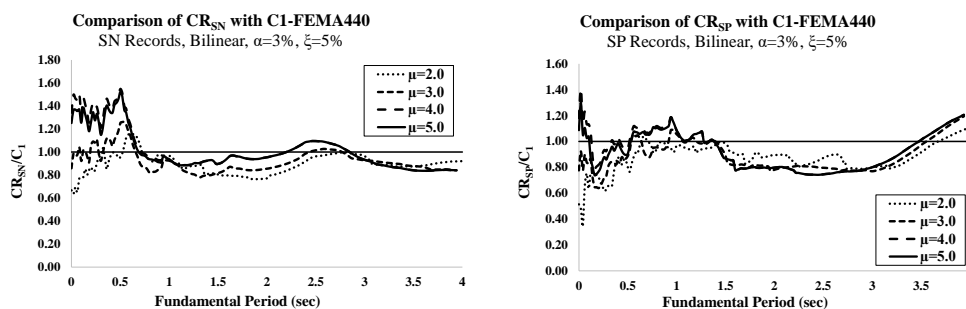 Comparison of CRSN with C1-FEMA440
SN Records, Bilinear, α=3%, ξ=5%
1.80
1.60
1.40
1.20
1.00
0.80
0.60
0.40
0.20
0.00
CRSN/C1
μ=2.0
μ=3.0
μ=4.0
μ=5.0
0 0.5 1 1.5 2 2.5 3 3.5 4
Fundamental Period (sec)
Comparison of CRSP with C1-FEMA440
SP Records, Bilinear, α=3%, ξ=5%
1.60
1.40
1.20
1.00
0.80
0.60
0.40
0.20
0.00
CRSP/C1
μ=2.0
μ=3.0
μ=4.0
μ=5.0
0 0.5 1 1.5 2 2.5 3 3.5
Fundamental Period (sec)